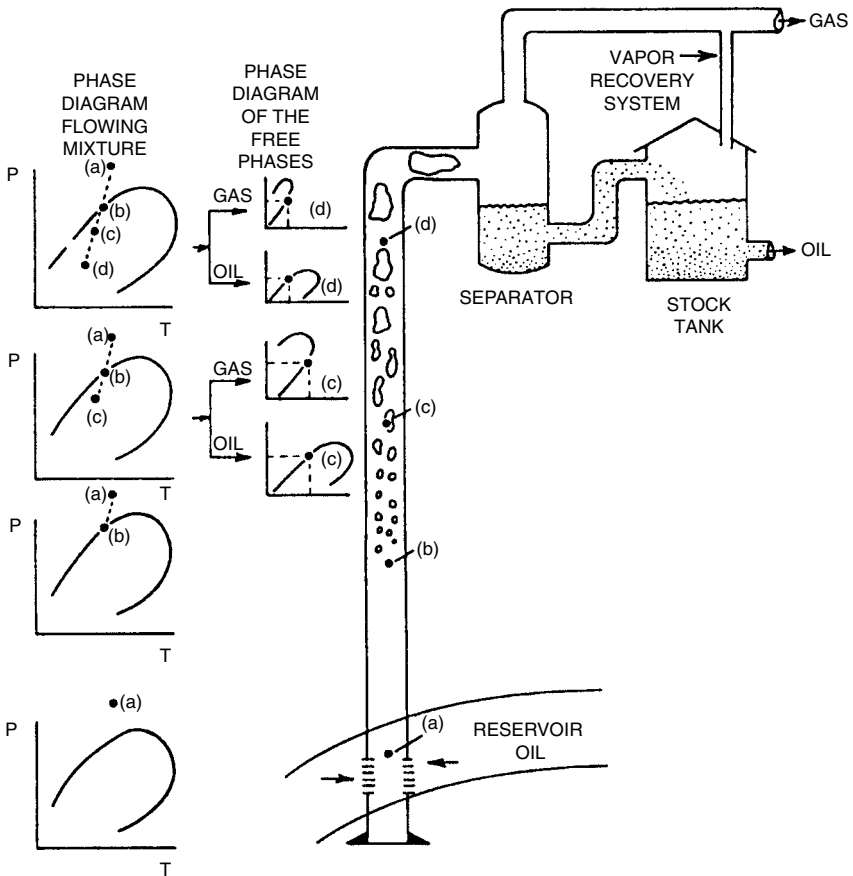 PHASE
DIAGRAM
FLOWING
MIXTURE
PHASE
DIAGRAM
OF THE
FREE
PHASES
GAS
VAPOR
RECOVERY
SYSTEM
P
(a)
(b)
(c)
(d)
T
GAS
(d)
OIL
(d)
(d)
SEPARATOR
STOCK
TANK
OIL
P
(a)
(b)
(c)
T
GAS
(c)
OIL
(c)
(c)
P
(a)
(b)
T
(b)
P
(a)
T
(a)
RESERVOIR
OIL